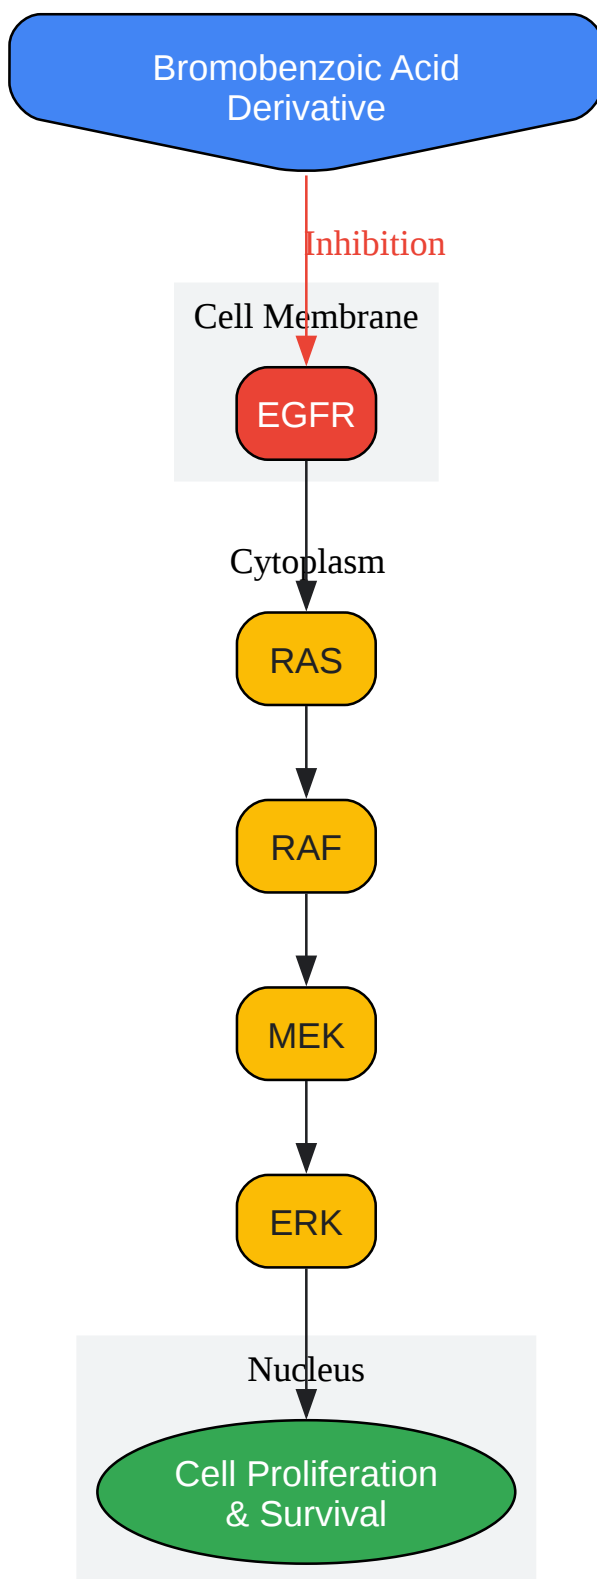 Bromobenzoic Acid
Derivative
Inhibition
Cell Membrane
EGFR
Cytoplasm
RAS
RAF
MEK
ERK
Nucleus
Cell Proliferation
& Survival